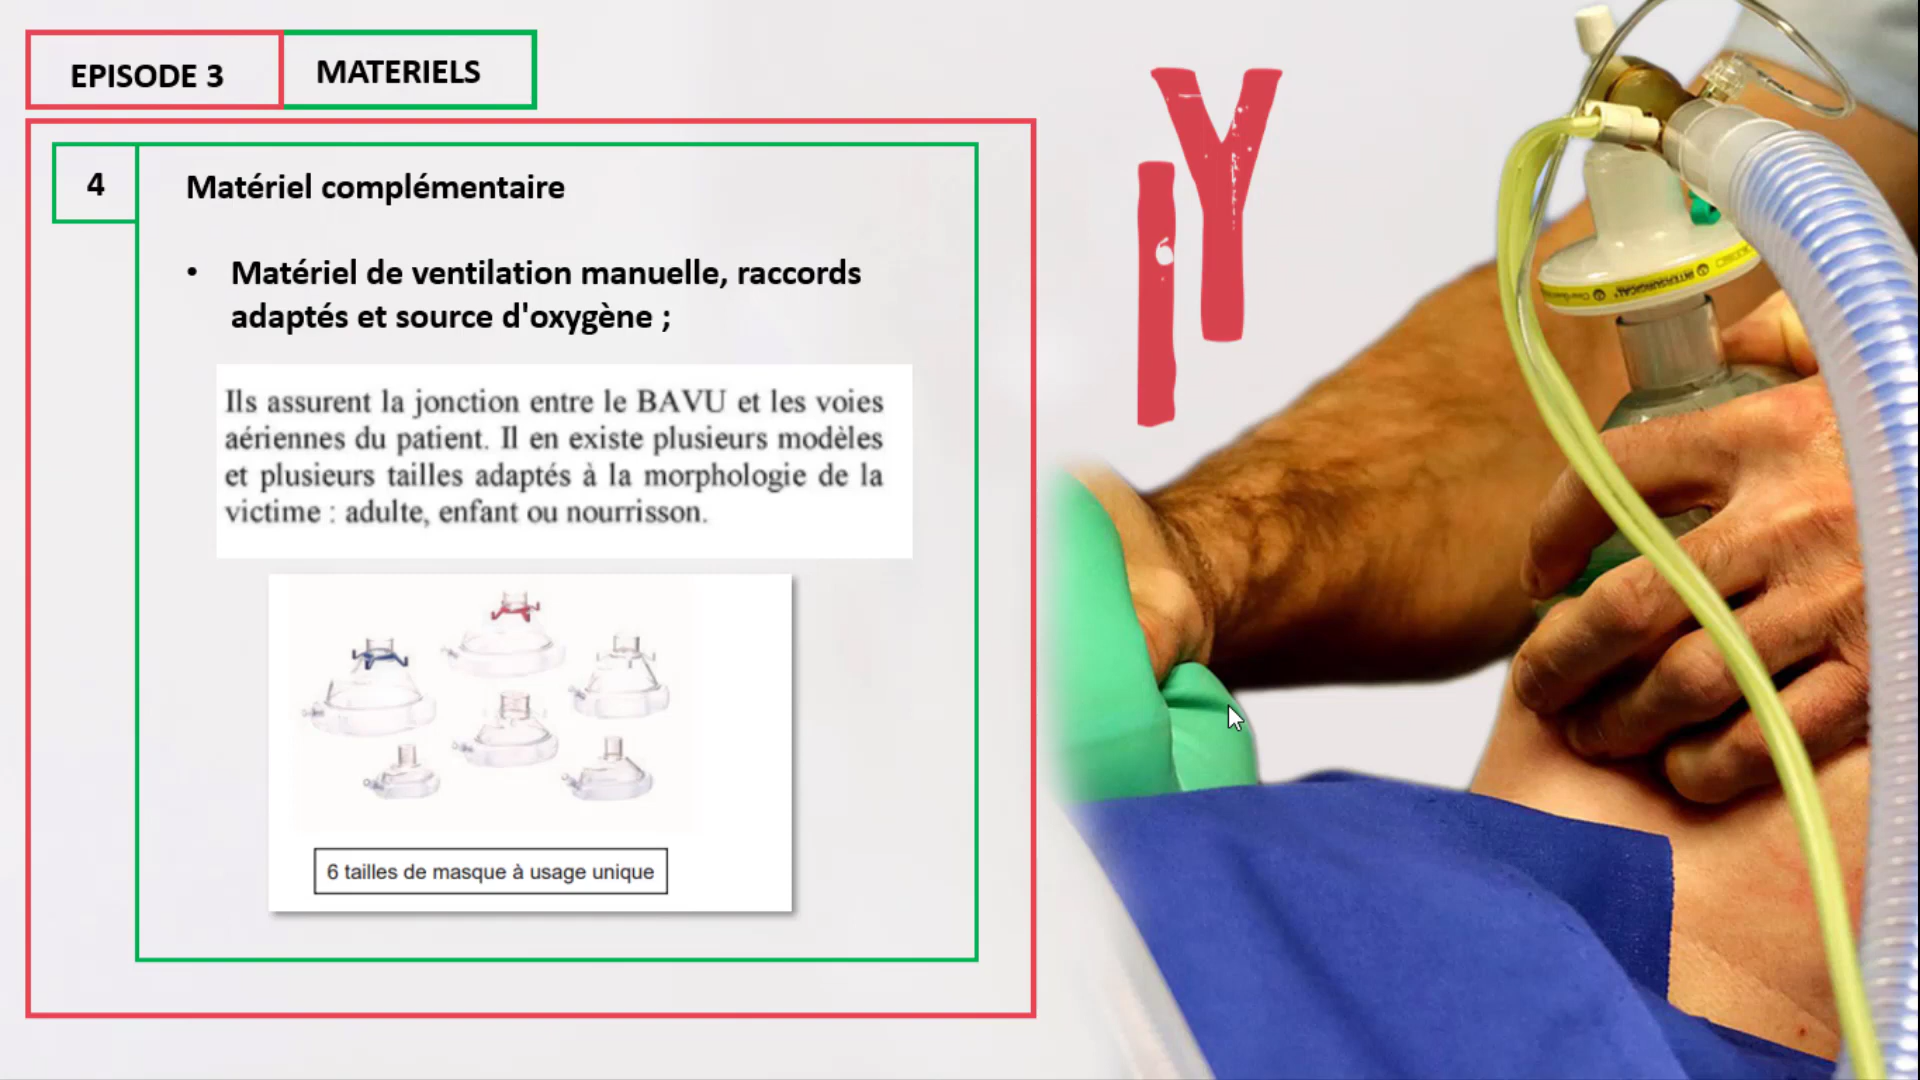 EPISODE 3
MATERIELS
4
Matériel complémentaire
• Matériel de ventilation manuelle, raccords
adaptés et source d'oxygène ;
Ils assurent la jonction entre le BAVU et les voies
aériennes du patient. Il en existe plusieurs modèles
et plusieurs tailles adaptés à la morphologie de la
victime : adulte, enfant ou nourrisson.
6 tailles de masque à usage unique
IY
INTERSURGICAL